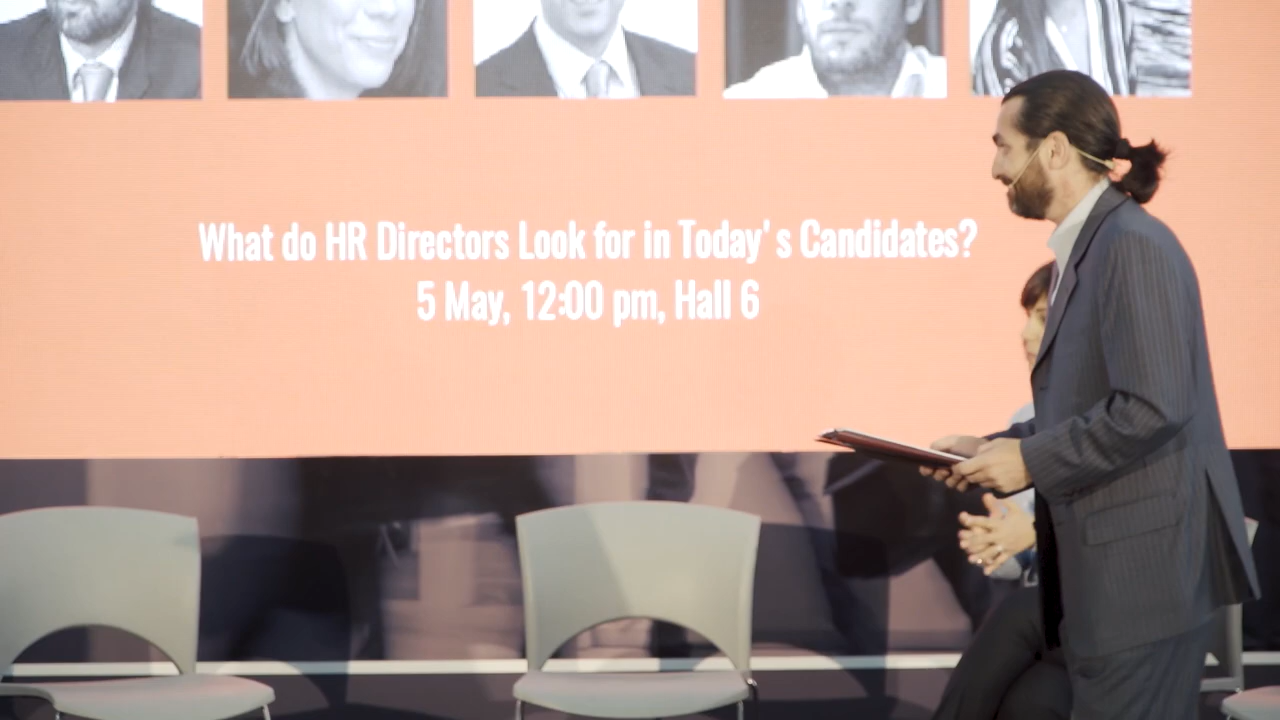 What do HR Directors Look for in Today's Candidates?
5 May, 12:00 pm, Hall 6